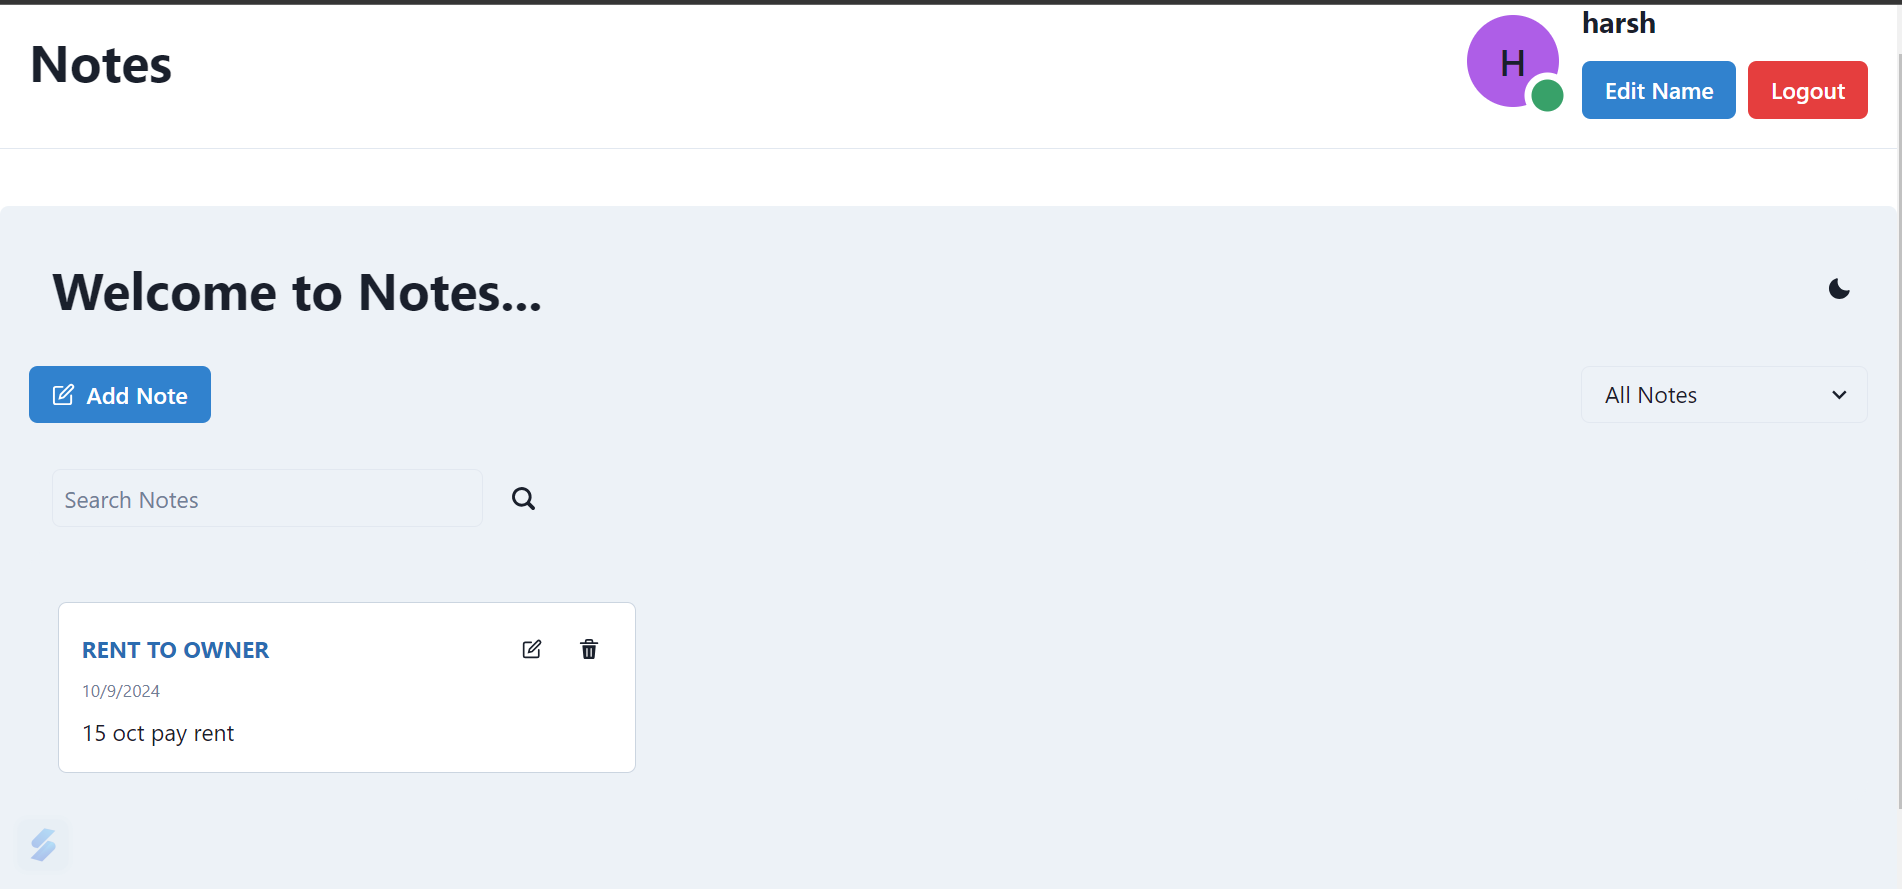 Notes
H
harsh
Edit Name
Logout
Welcome to Notes...
Add Note
All Notes
Search Notes
RENT TO OWNER
10/9/2024
15 oct pay rent